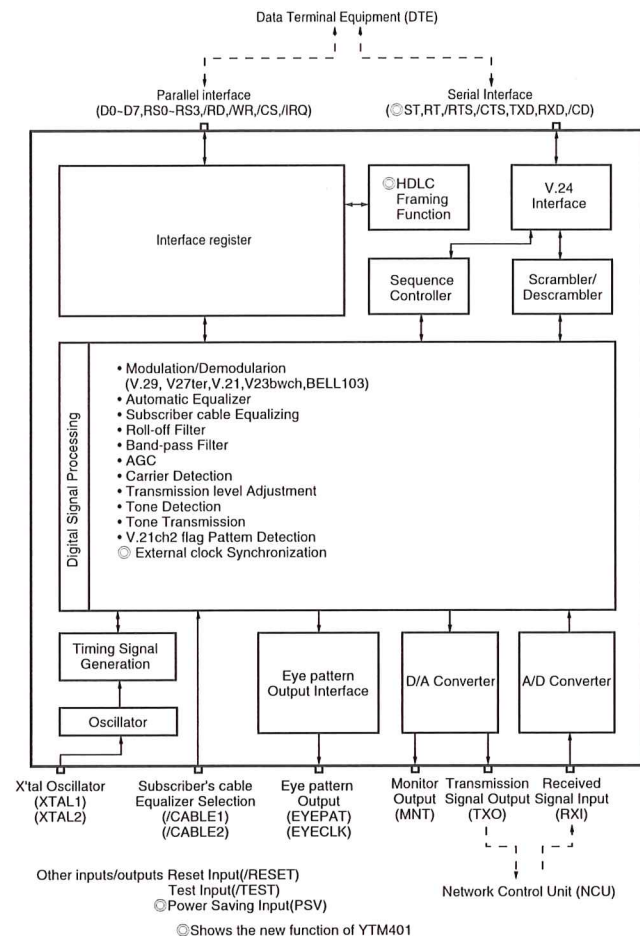 Data Terminal Equipment (DTE)
Parallel interface
(D0~D7,RS0~RS3,/RD,/WR,/CS,/IRQ)
Serial Interface
(◎ST,RT,/RTS,/CTS,TXD,RXD,/CD)
Interface register
◎HDLC
Framing
Function
V.24
Interface
Sequence
Controller
Scrambler/
Descrambler
Digital Signal Processing
• Modulation/Demodularion
(V.29, V27ter,V.21,V23bwch,BELL103)
• Automatic Equalizer
• Subscriber cable Equalizing
• Roll-off Filter
• Band-pass Filter
• AGC
• Carrier Detection
• Transmission level Adjustment
• Tone Detection
• Tone Transmission
• V.21ch2 flag Pattem Detection
◎ External clock Synchronization
Timing Signal
Generation
Oscillator
Eye pattern
Output Interface
D/A Converter
A/D Converter
X'tal Oscillator
(XTAL1)
(XTAL2)
Subscriber's cable
Equalizer Selection
(/CABLE1)
(/CABLE2)
Eye pattern
Output
(EYEPAT)
(EYECLK)
Monitor
Output
(MNT)
Transmission
Signal Output
(TXO)
Received
Signal Input
(RXI)
Network Control Unit (NCU)
Other inputs/outputs Reset Input(/RESET)
Test Input(/TEST)
◎Power Saving Input(PSV)
◎Shows the new function of YTM401